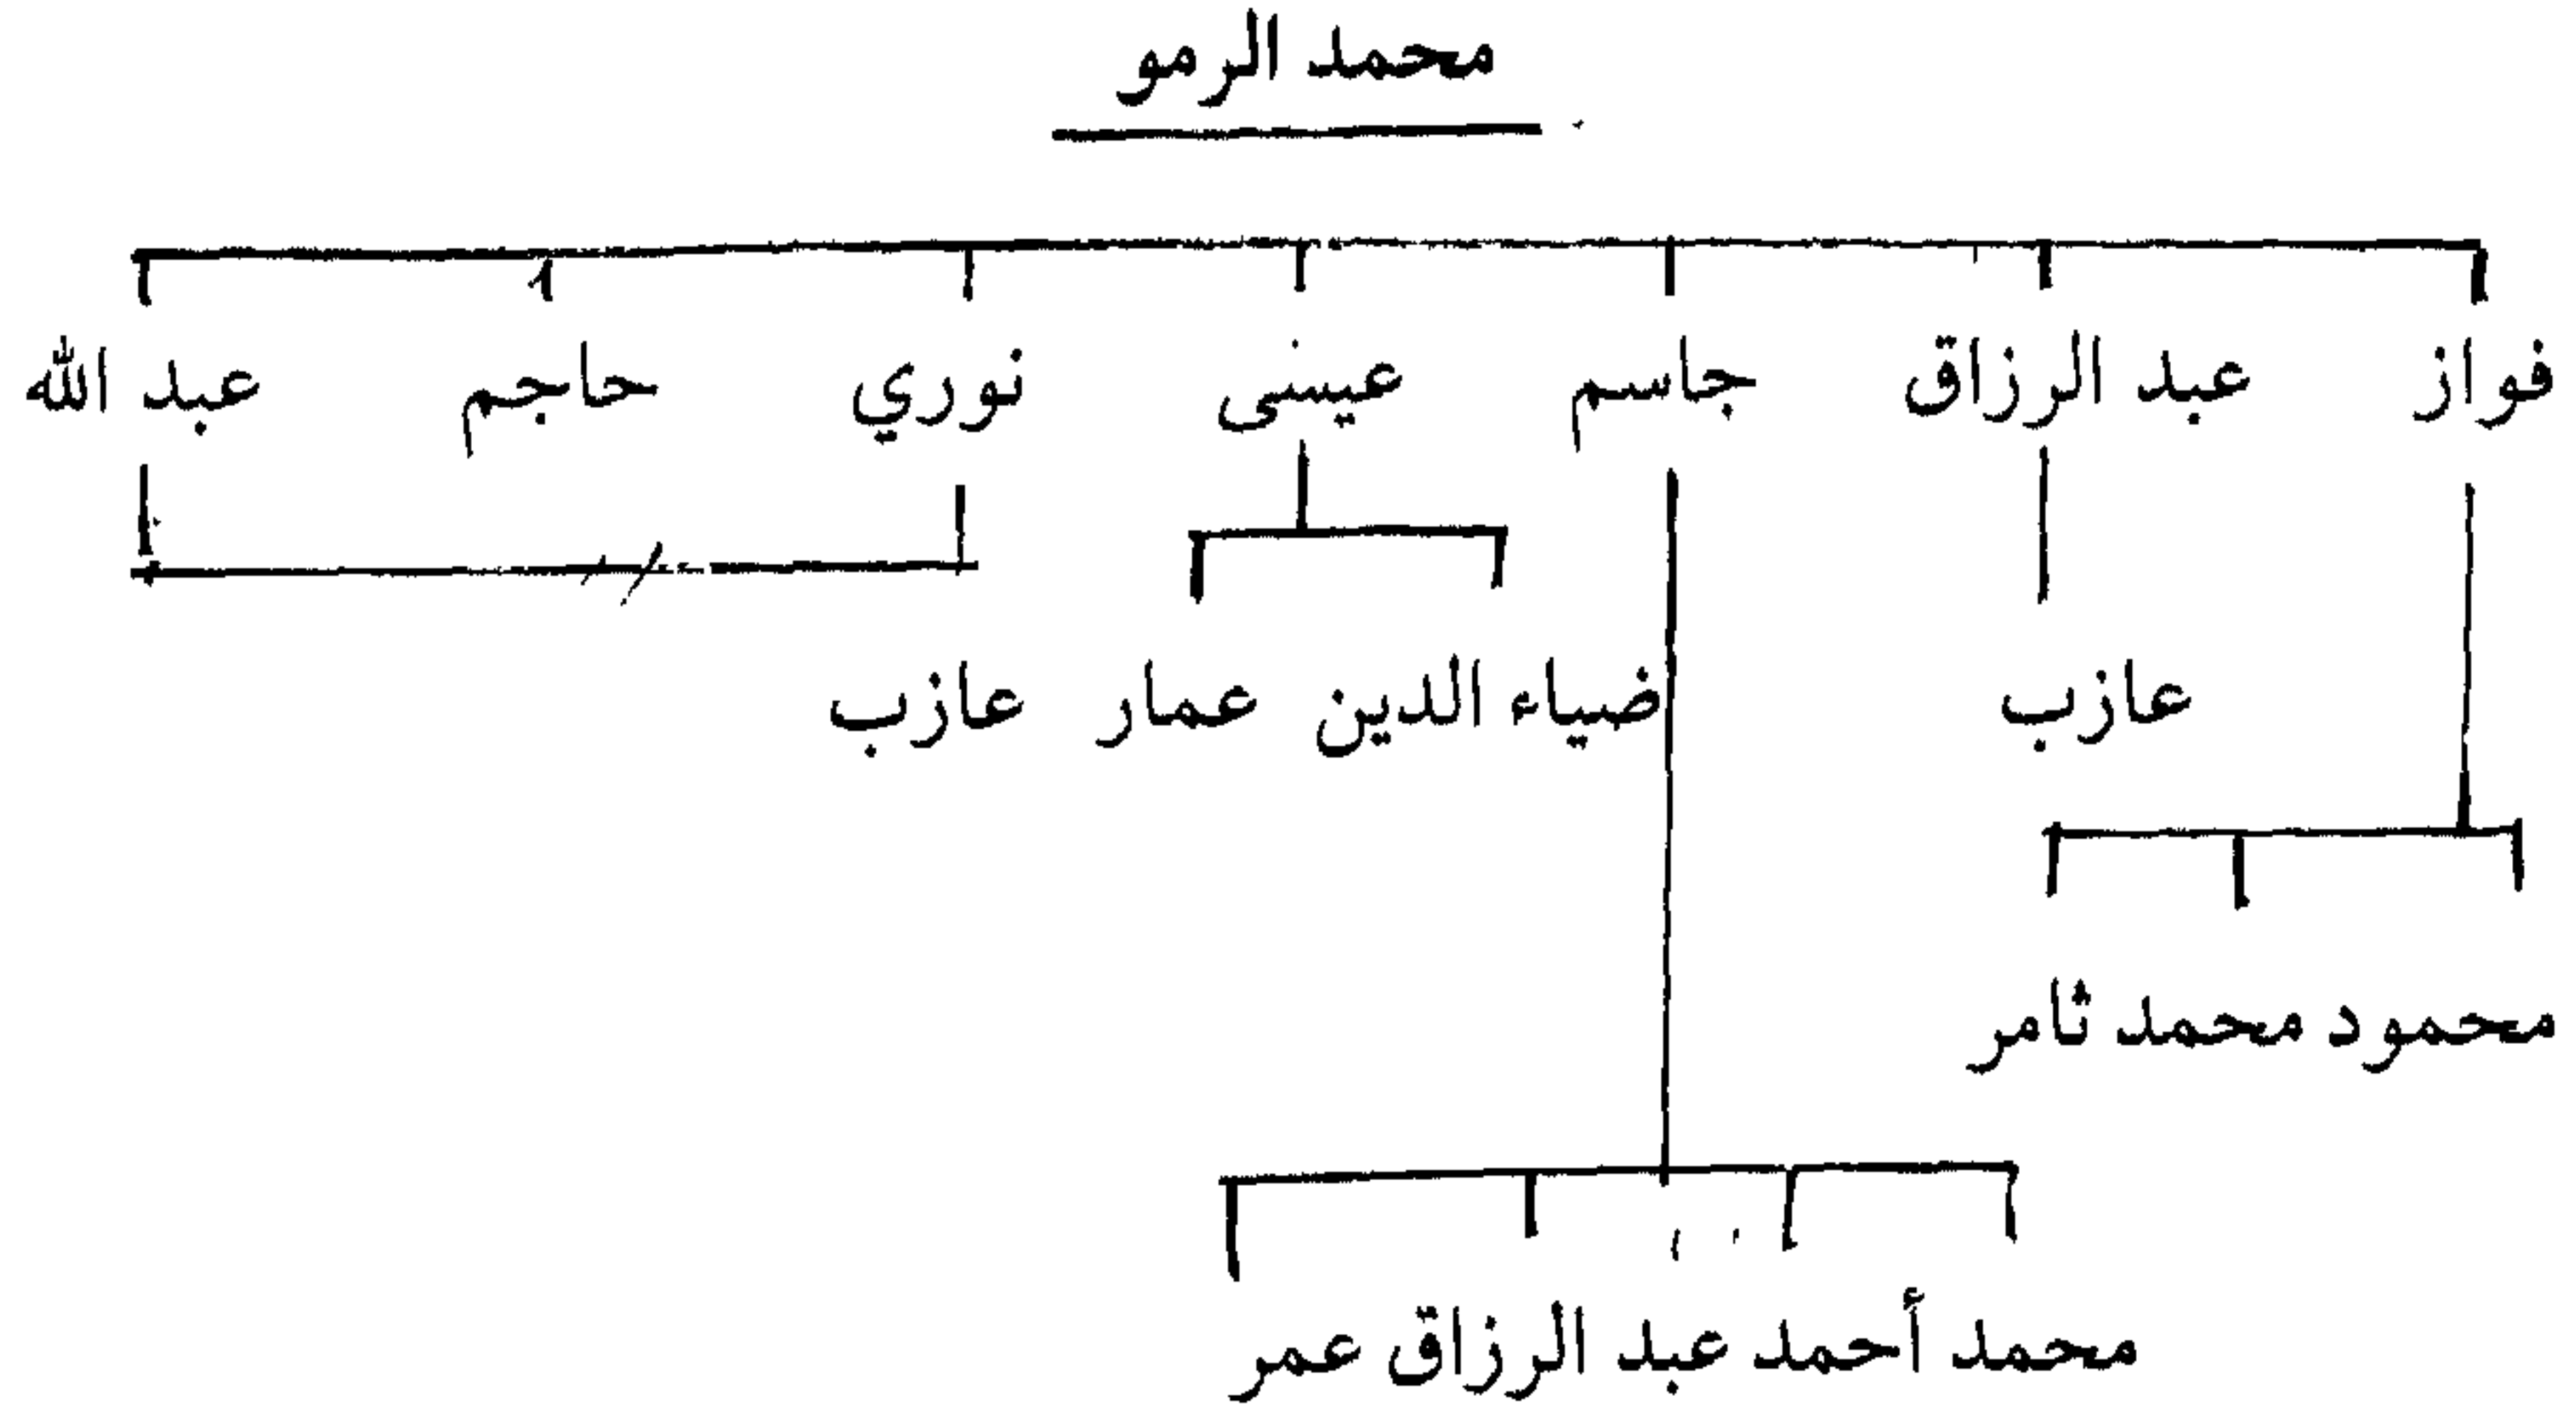 محمد الرمو
فواز عبد الرزاق جاسم عيسى نوري حاجم عبد الله
عازب ضياء الدين عمار عازب
محمود محمد ثامر
محمد أحمد عبد الرزاق عمر